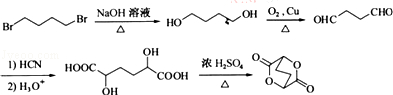 Br Br NaOH 溶液 △ HO OH O₂ , Cu △ OHC CHO
1) HCN 2) H₃O⁺ HOOC OH OH COOH 浓 H₂SO₄ △ O O O O